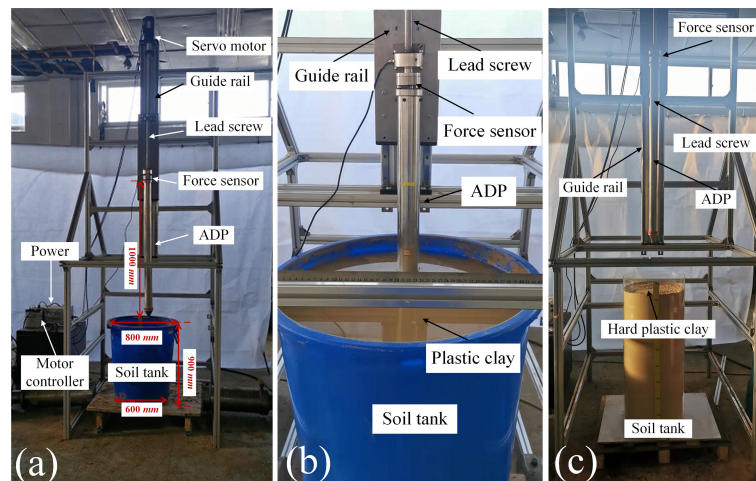 Servo motor
Guide rail
Lead screw
Force sensor
ADP
1000 mm
Power
Motor
controller
800 mm
900 mm
Soil tank
600 mm
(a)
Guide rail
Lead screw
Force sensor
ADP
Plastic clay
Soil tank
(b)
Force sensor
Lead screw
Guide rail
ADP
Hard plastic clay
Soil tank
(c)